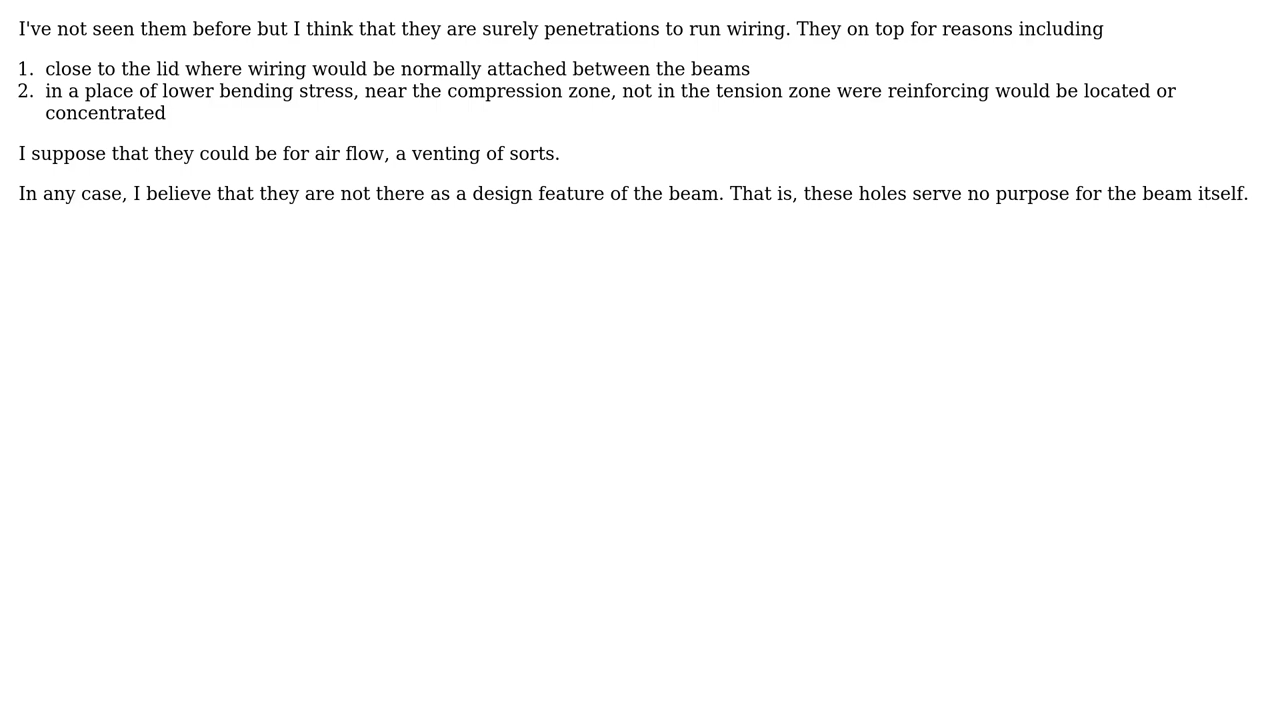 I've not seen them before but I think that they are surely penetrations to run wiring. They on top for reasons including
1. close to the lid where wiring would be normally attached between the beams
2. in a place of lower bending stress, near the compression zone, not in the tension zone were reinforcing would be located or
concentrated
I suppose that they could be for air flow, a venting of sorts.
In any case, I believe that they are not there as a design feature of the beam. That is, these holes serve no purpose for the beam itself.